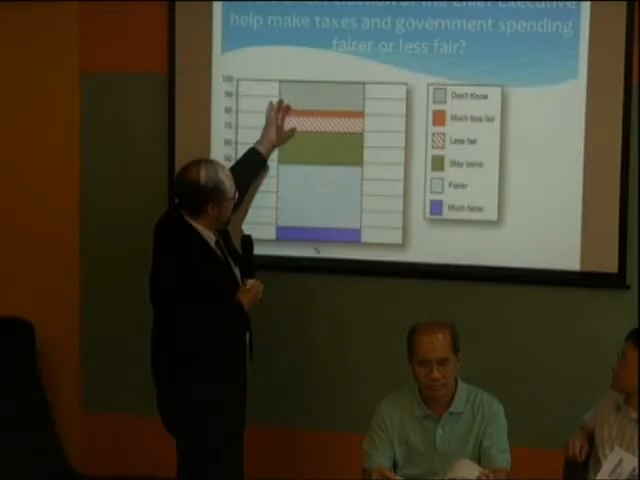 Chief Executive
help make taxes and government spending
fairer or less fair?
100
90
80
70
60
Don't Know
Much less fair
Less fair
Stay same
Fairer
Much fairer
%